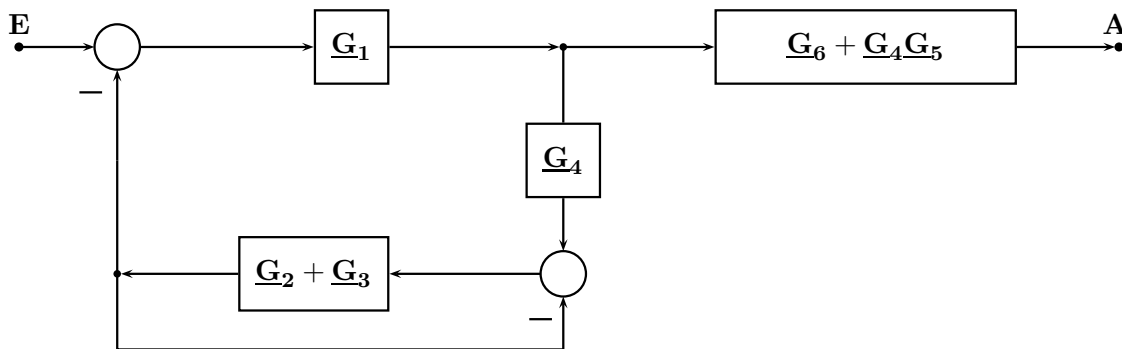 E
A
G₁
G₆ + G₄G₅
−
G₄
G₂ + G₃
−